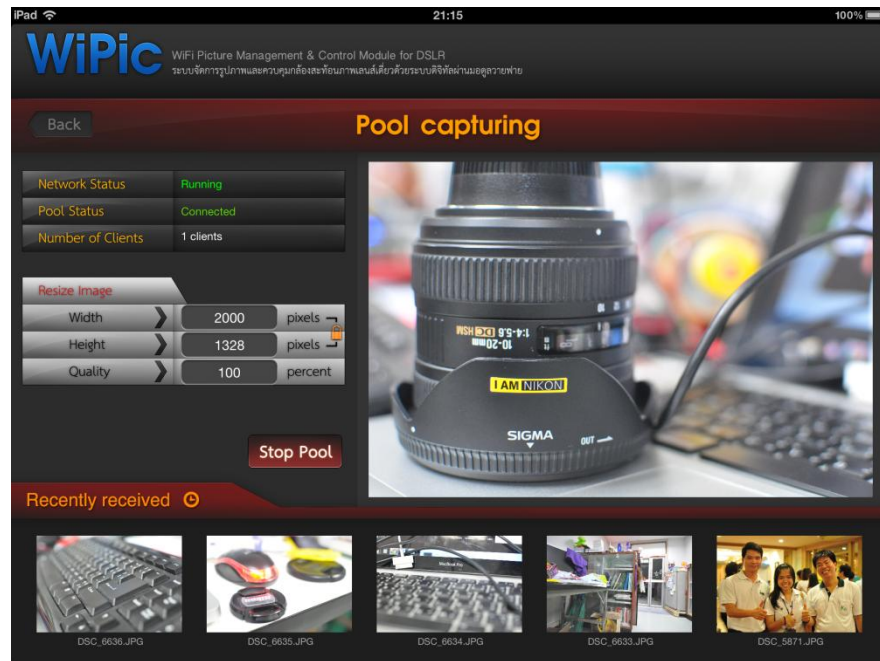 iPad
21:15
100%
WiPic
WiFi Picture Management & Control Module for DSLR
ระบบจัดการรูปภาพและควบคุมกล้องสะท้อนภาพเลนส์เดี่ยวด้วยระบบดิจิทัลผ่านมอดูลวายฟาย
Back
Pool capturing
Network Status Running
Pool Status Connected
Number of Clients 1 clients
Resize Image
Width 2000 pixels
Height 1328 pixels
Quality 100 percent
Stop Pool
1:4-5.6 DC HSM
10-20mm
I AM NIKON
SIGMA
OUT
Recently received
MacBook Pro
DSC_6636.JPG
DSC_6635.JPG
DSC_6634.JPG
DSC_6633.JPG
DSC_5871.JPG